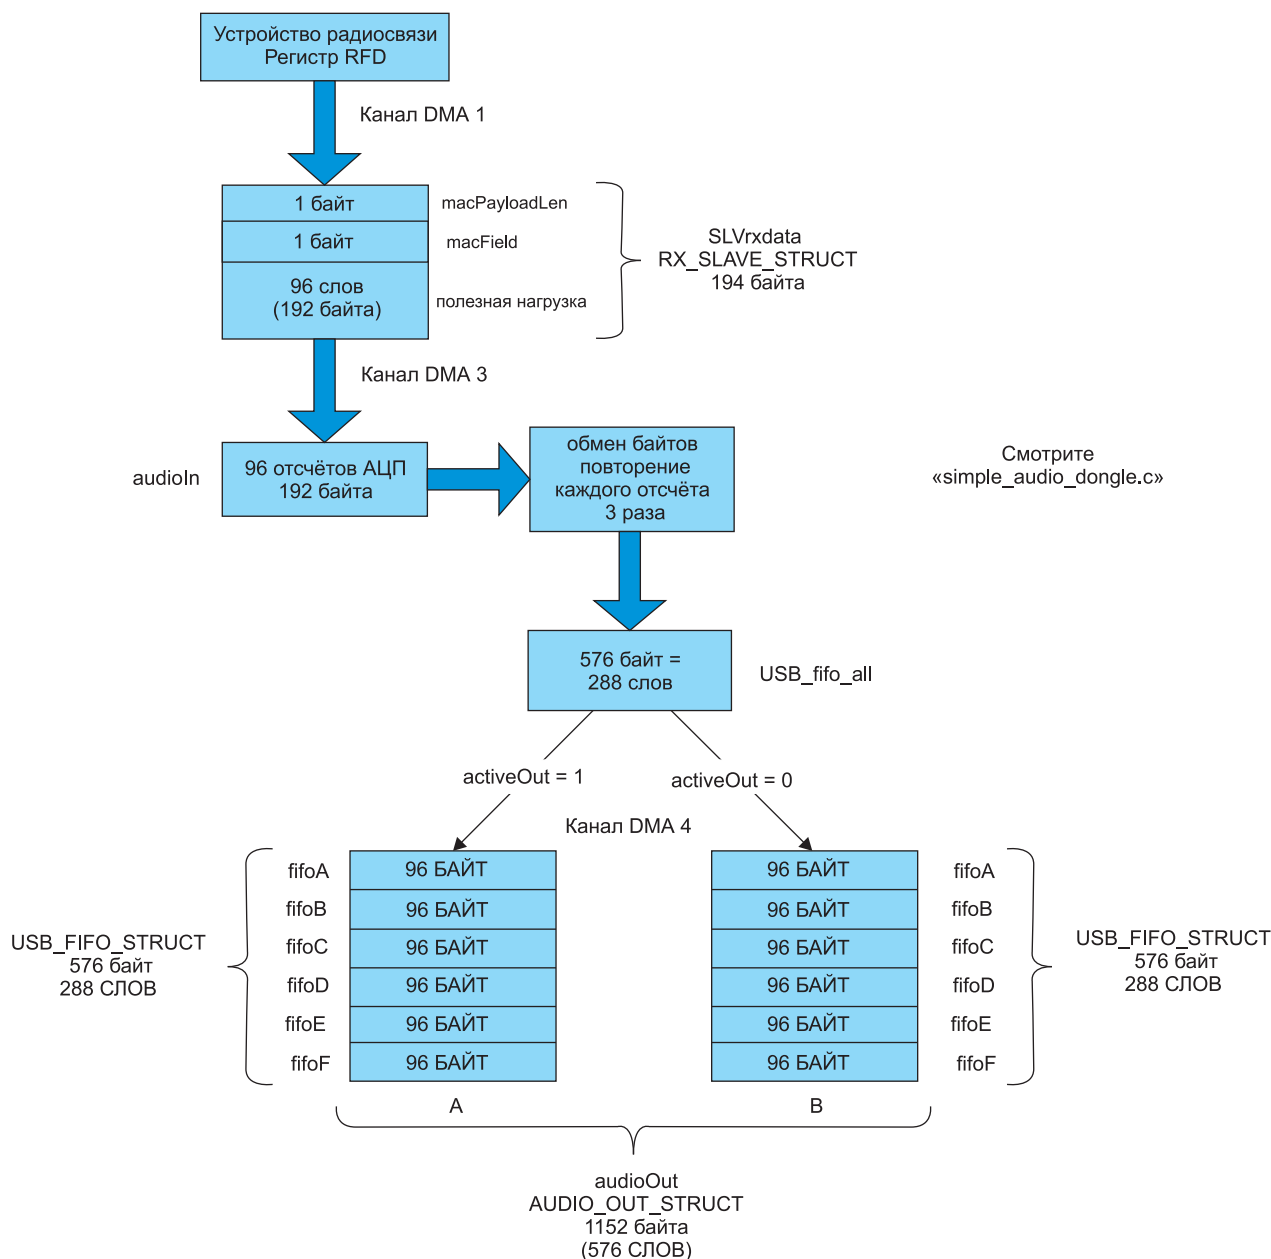 Устройство радиосвязи
Регистр RFD
Канал DMA 1
1 байт
macPayloadLen
1 байт
macField
96 слов
(192 байта)
полезная нагрузка
SLVrxdata
RX_SLAVE_STRUCT
194 байта
Канал DMA 3
audioIn
96 отсчётов АЦП
192 байта
обмен байтов
повторение
каждого отсчёта
3 раза
Смотрите
«simple_audio_dongle.c»
576 байт =
288 слов
USB_fifo_all
activeOut = 1
activeOut = 0
Канал DMA 4
USB_FIFO_STRUCT
576 байт
288 СЛОВ
fifoA
96 БАЙТ
fifoB
96 БАЙТ
fifoC
96 БАЙТ
fifoD
96 БАЙТ
fifoE
96 БАЙТ
fifoF
96 БАЙТ
A
96 БАЙТ
fifoA
96 БАЙТ
fifoB
96 БАЙТ
fifoC
96 БАЙТ
fifoD
96 БАЙТ
fifoE
96 БАЙТ
fifoF
B
USB_FIFO_STRUCT
576 байт
288 СЛОВ
audioOut
AUDIO_OUT_STRUCT
1152 байта
(576 СЛОВ)